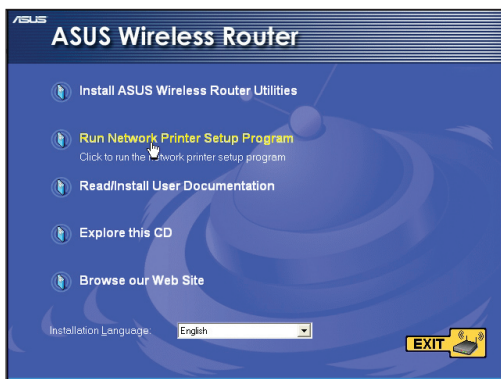 ASUS
ASUS Wireless Router
Install ASUS Wireless Router Utilities
Run Network Printer Setup Program
Click to run the network printer setup program
Read/Install User Documentation
Explore this CD
Browse our Web Site
Installation Language: English
EXIT